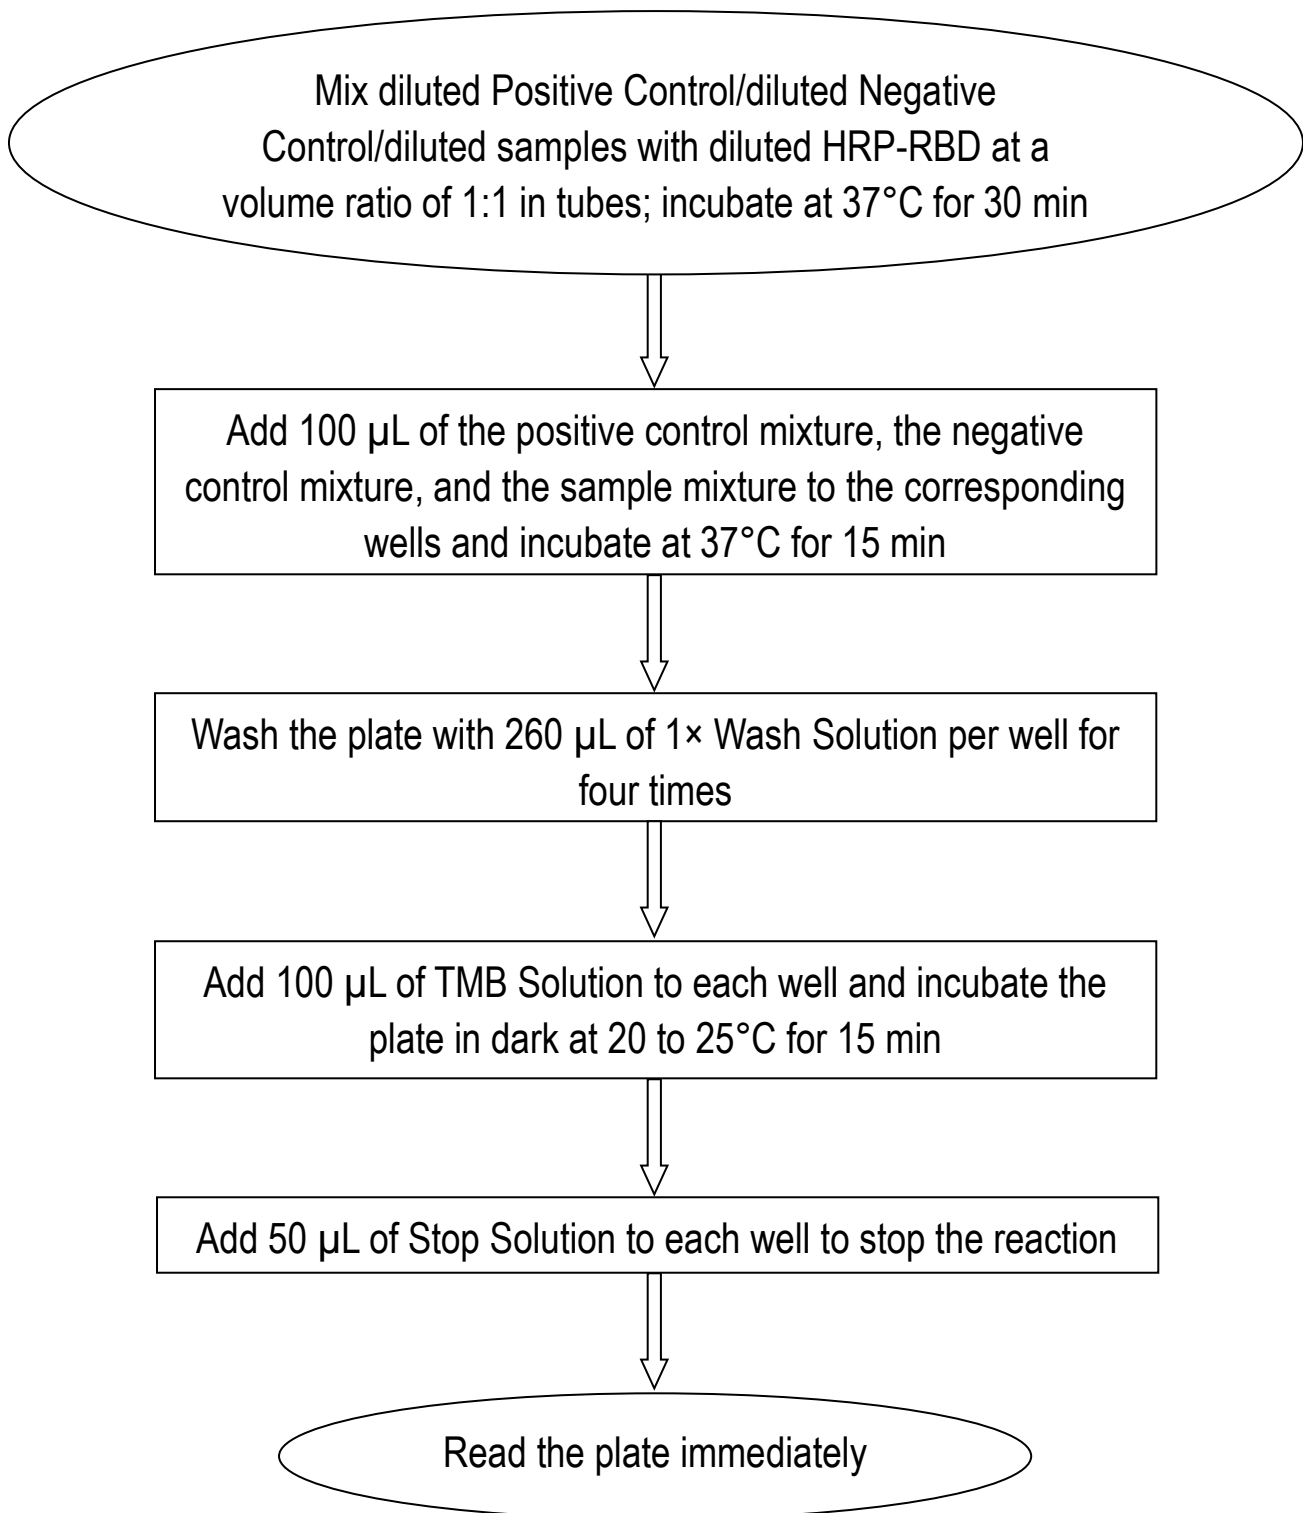 Mix diluted Positive Control/diluted Negative
Control/diluted samples with diluted HRP-RBD at a
volume ratio of 1:1 in tubes; incubate at 37°C for 30 min
Add 100 µL of the positive control mixture, the negative
control mixture, and the sample mixture to the corresponding
wells and incubate at 37°C for 15 min
Wash the plate with 260 µL of 1× Wash Solution per well for
four times
Add 100 µL of TMB Solution to each well and incubate the
plate in dark at 20 to 25°C for 15 min
Add 50 µL of Stop Solution to each well to stop the reaction
Read the plate immediately